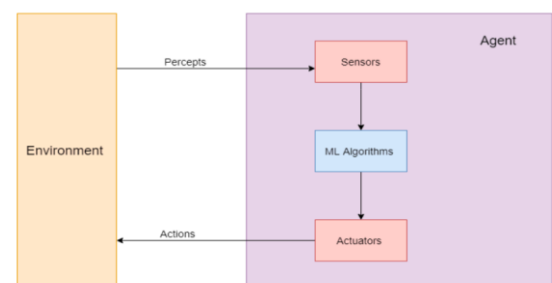 Agent
Percepts
Sensors
Environment
ML Algorithms
Actions
Actuators